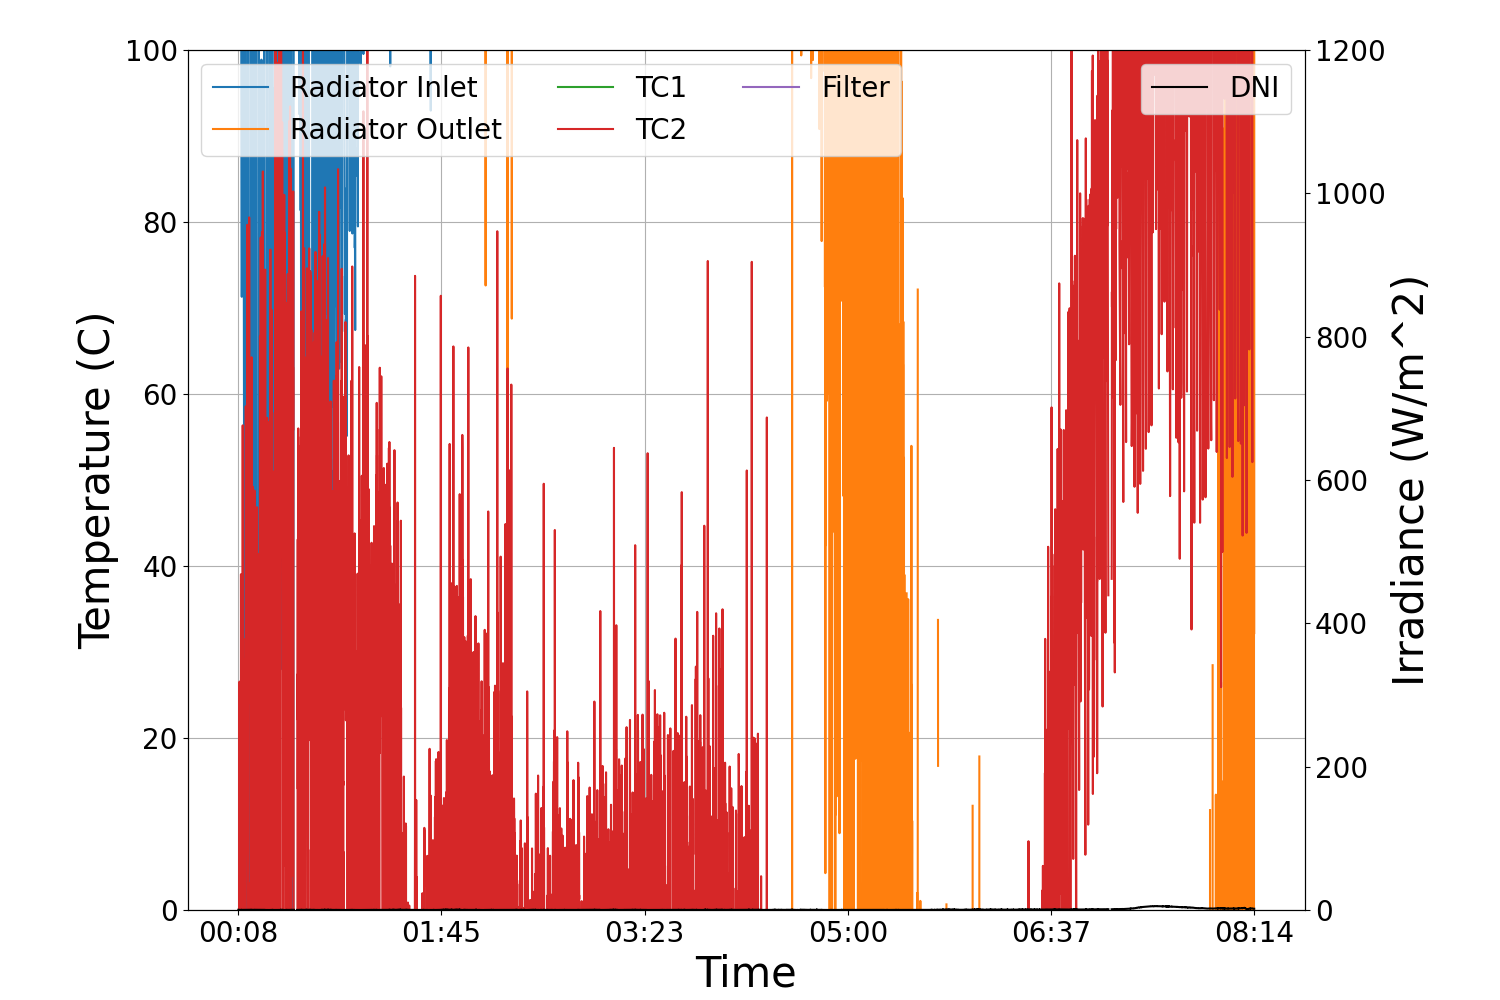 Radiator Inlet
Radiator Outlet
TC1
TC2
Filter
DNI
100
80
60
40
20
0
Temperature (C)
1200
1000
800
600
400
200
0
Irradiance (W/m^2)
00:08 01:45 03:23 05:00 06:37 08:14
Time